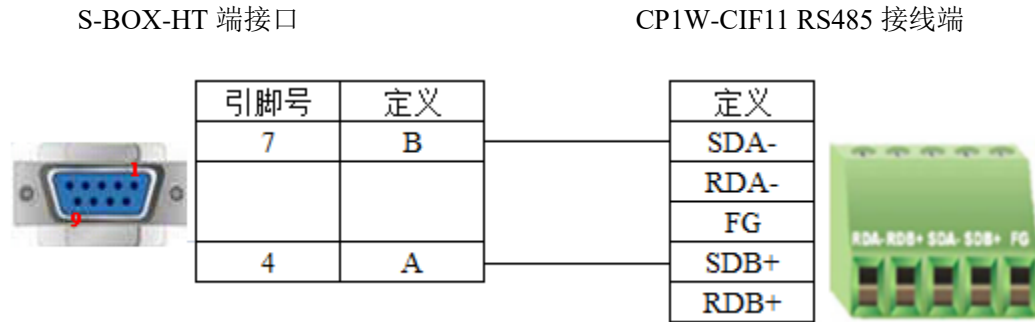 S-BOX-HT 端接口
CP1W-CIF11 RS485 接线端
引脚号 定义
7 B
4 A
定义
SDA-
RDA-
FG
SDB+
RDB+
1
9
RDA- RDB+ SDA- SDB+ FG